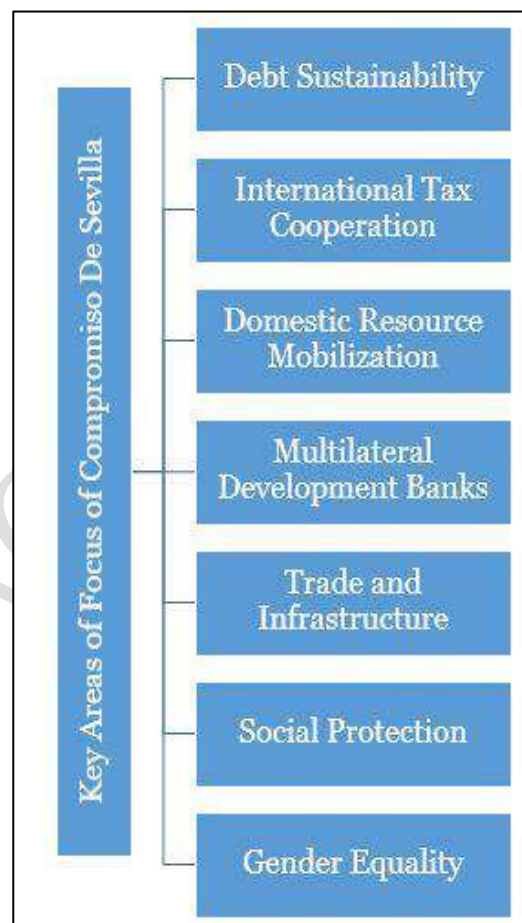 Key Areas of Focus of Compromiso De Sevilla
Debt Sustainability
International Tax
Cooperation
Domestic Resource
Mobilization
Multilateral
Development Banks
Trade and
Infrastructure
Social Protection
Gender Equality